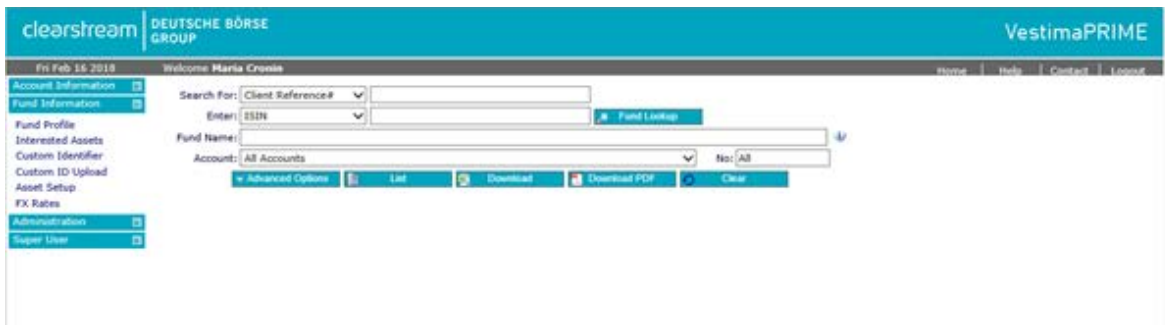 clearstream DEUTSCHE BÖRSE GROUP VestimaPRIME
Fri Feb 16 2018 Welcome Maria Cronin Home | Help | Contact | Logout
Account Information
Fund Information
Fund Profile
Interested Assets
Custom Identifier
Custom ID Upload
Asset Setup
FX Rates
Administration
Super User
Search For: Client Reference#
Enter: ISIN Fund Lookup
Fund Name:
Account: All Accounts No: All
Advanced Options List Download Download PDF Clear